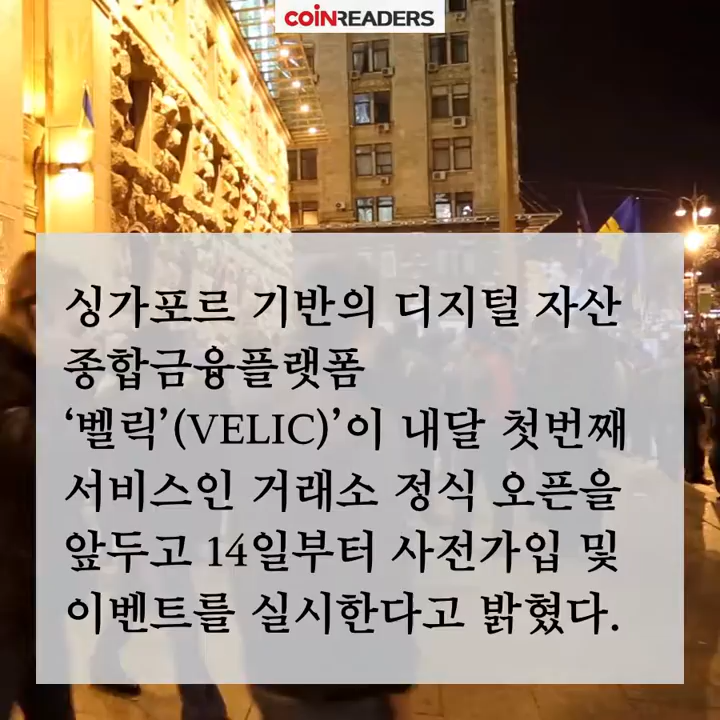 COINREADERS
싱가포르 기반의 디지털 자산
종합금융플랫폼
‘벨릭’(VELIC)’이 내달 첫번째
서비스인 거래소 정식 오픈을
앞두고 14일부터 사전가입 및
이벤트를 실시한다고 밝혔다.